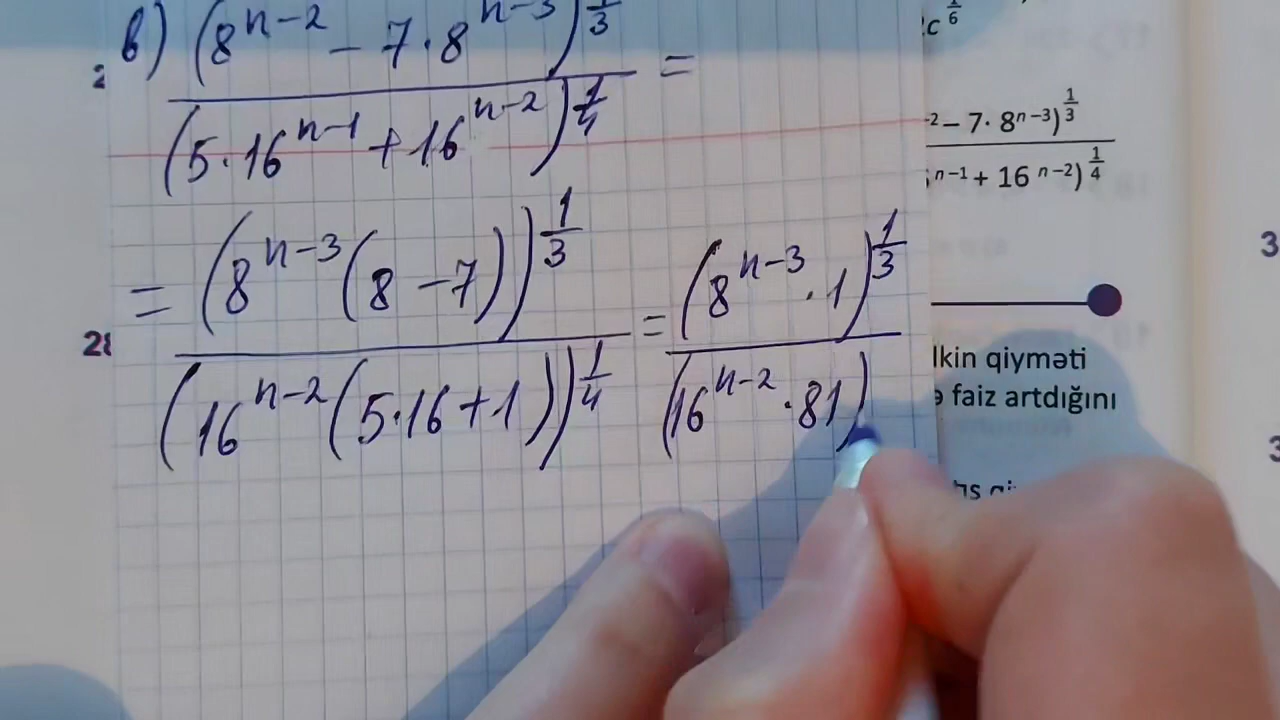 в) (8^{n-2} - 7·8^{n-3})^{1/3} / (5·16^{n-1} + 16^{n-2})^{1/4} =
= (8^{n-3}(8-7))^{1/3} / (16^{n-2}(5·16+1))^{1/4} = (8^{n-3}·1)^{1/3} / (16^{n-2}·81)
c^{1/6}
-2 – 7· 8^{n–3})^{1/3}
n–1 + 16^{n–2})^{1/4}
lkin qiyməti
ə faiz artdığını